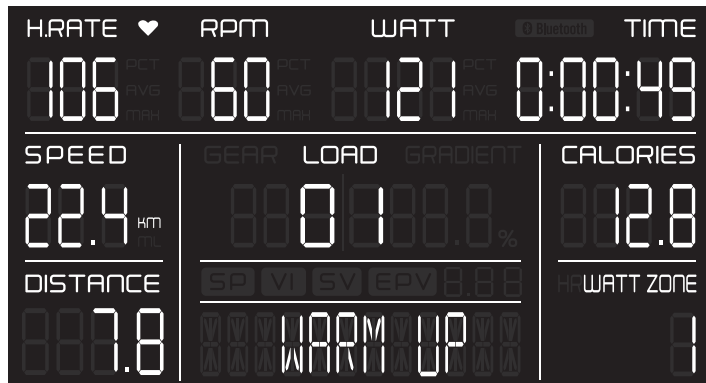 H.RATE RPM WATT Bluetooth TIME
PCT PCT
106 AVG 60 AVG 121 AVG 0:00:49
MAX MAX MAX
SPEED GEAR LOAD GRADIENT CALORIES
22.4 KM 01 % 12.8
ML
DISTANCE SP VI SV EPV HR WATT ZONE
7.8 WARM UP 1